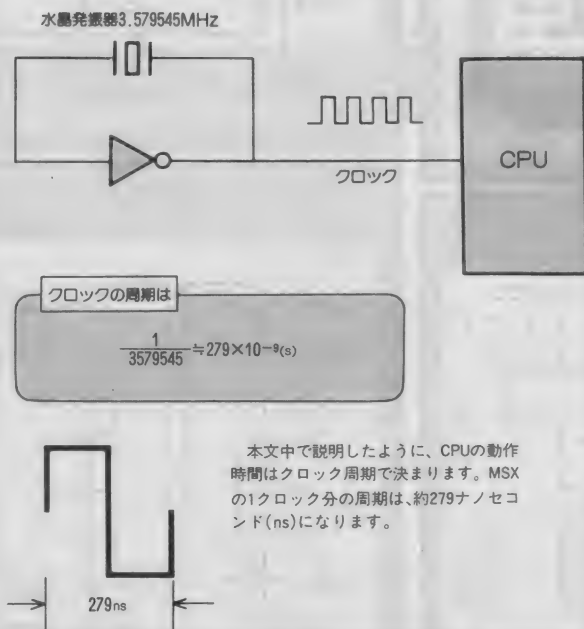 水晶発振器3.579545MHz
クロック
CPU
クロックの周期は
1
3579545 ≒279×10⁻⁹(s)
本文中で説明したように、CPUの動作
時間はクロック周期で決まります。MSX
の1クロック分の周期は、約279ナノセコ
ンド(ns)になります。
279ns